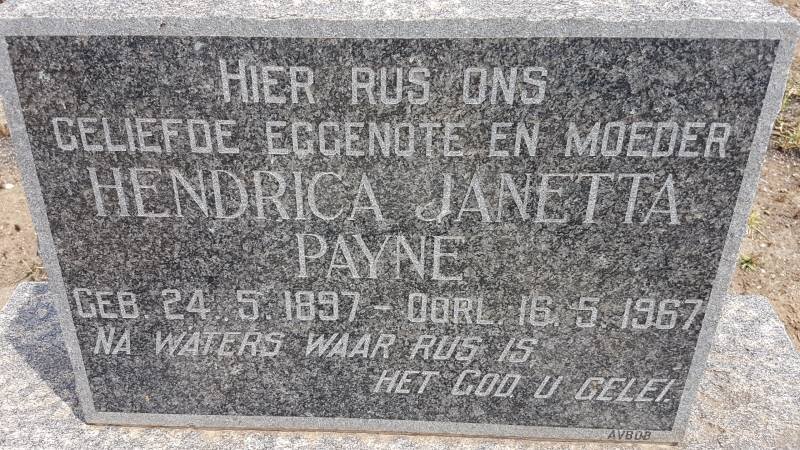 HIER RUS ONS
GELIEFDE EGGENOTE EN MOEDER
HENDRICA JANETTA
PAYNE
GEB. 24. 5. 1897 – OORL. 16. 5. 1967
NA WATERS WAAR RUS IS
HET GOD U GELEI.
AVBOB